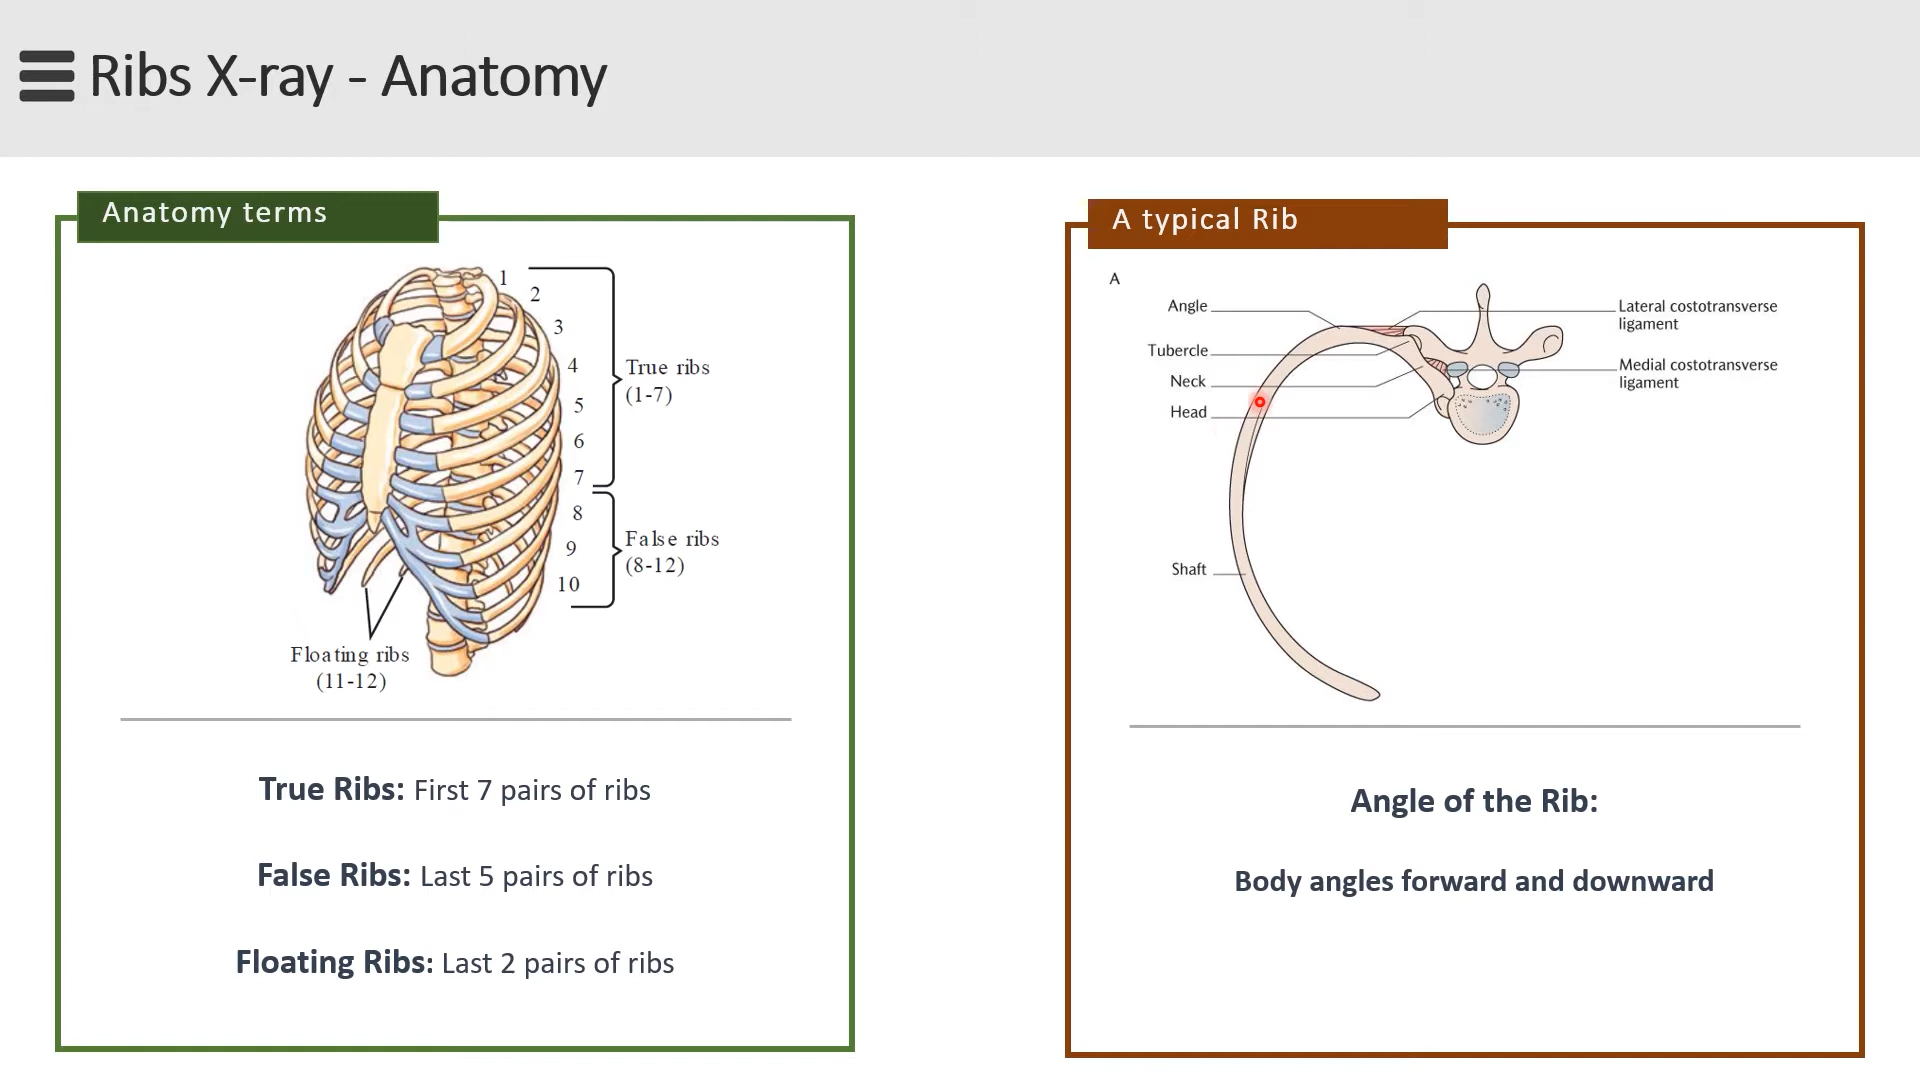 Ribs X-ray - Anatomy
Anatomy terms
1
2
3
4
5
6
7
8
9
10
True ribs
(1-7)
False ribs
(8-12)
Floating ribs
(11-12)
True Ribs: First 7 pairs of ribs
False Ribs: Last 5 pairs of ribs
Floating Ribs: Last 2 pairs of ribs
A typical Rib
A
Angle
Tubercle
Neck
Head
Shaft
Lateral costotransverse
ligament
Medial costotransverse
ligament
Angle of the Rib:
Body angles forward and downward